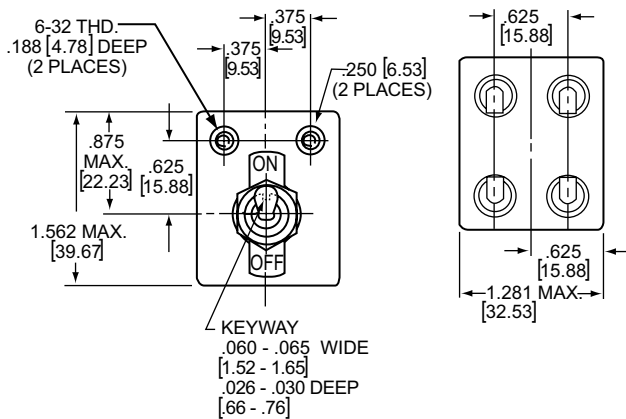 6-32 THD.
.188 [4.78] DEEP
(2 PLACES)
.375
[9.53]
.375
[9.53]
.250 [6.53]
(2 PLACES)
.875
MAX.
[22.23]
.625
[15.88]
1.562 MAX.
[39.67]
ON
OFF
KEYWAY
.060 - .065 WIDE
[1.52 - 1.65]
.026 - .030 DEEP
[.66 - .76]
.625
[15.88]
.625
[15.88]
1.281 MAX.
[32.53]